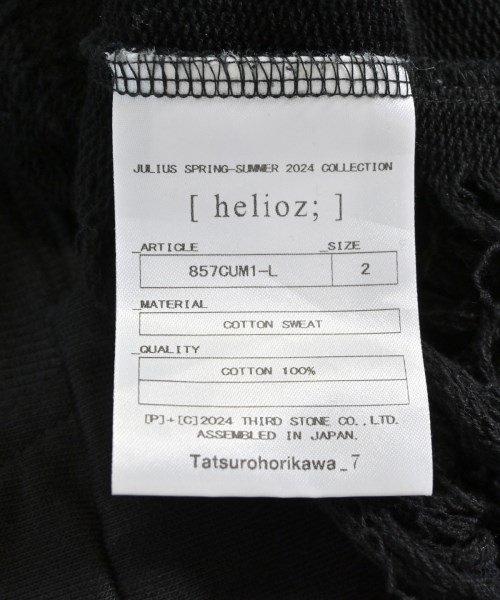 JULIUS SPRING-SUMMER 2024 COLLECTION
[ helioz; ]
_ARTICLE _SIZE
857CUM1-L 2
_MATERIAL
COTTON SWEAT
_QUALITY
COTTON 100%
[P]+[C]2024 THIRD STONE CO.,LTD.
ASSEMBLED IN JAPAN.
Tatsurohorikawa_7